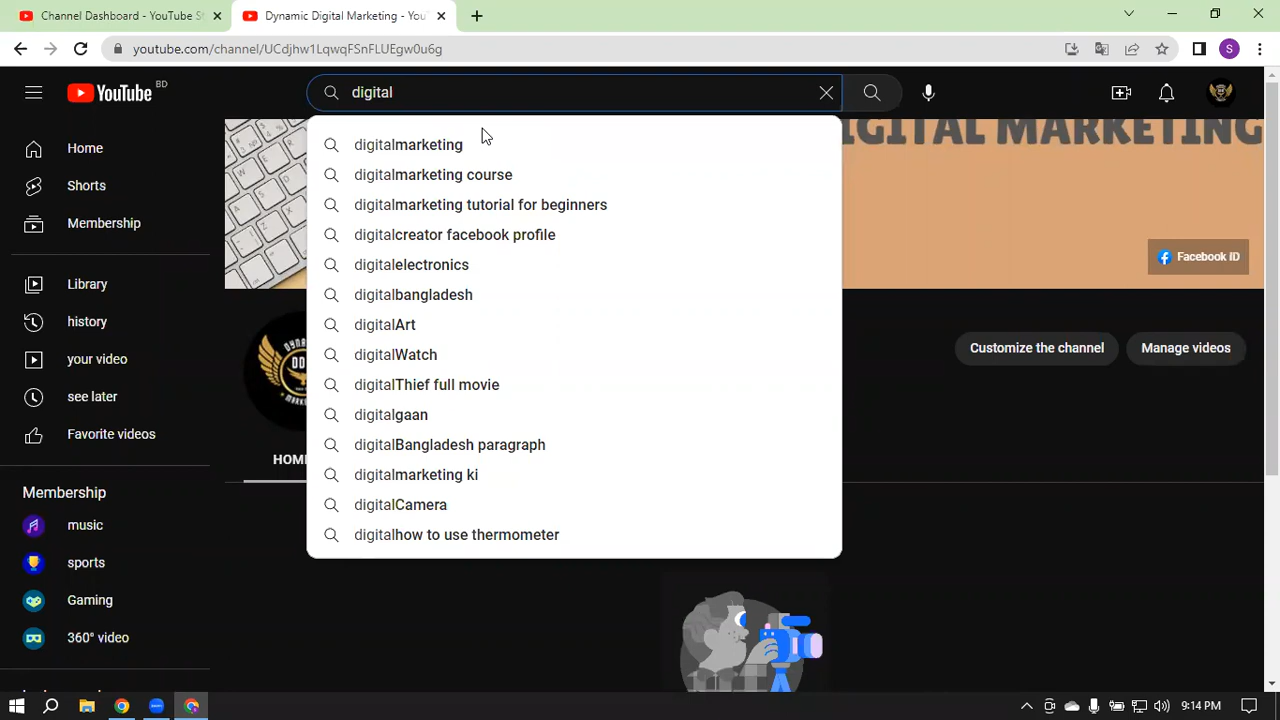 Channel Dashboard - YouTube St
Dynamic Digital Marketing - You
youtube.com/channel/UCdjhw1LqwqFSnFLUEgw0u6g
S
YouTube BD
digital
DIGITAL MARKETING
Facebook ID
Home
Shorts
Membership
Library
history
your video
see later
Favorite videos
Membership
music
sports
Gaming
360° video
digitalmarketing
digitalmarketing course
digitalmarketing tutorial for beginners
digitalcreator facebook profile
digitalelectronics
digitalbangladesh
digitalArt
digitalWatch
digitalThief full movie
digitalgaan
digitalBangladesh paragraph
digitalmarketing ki
digitalCamera
digitalhow to use thermometer
Customize the channel
Manage videos
HOME
9:14 PM